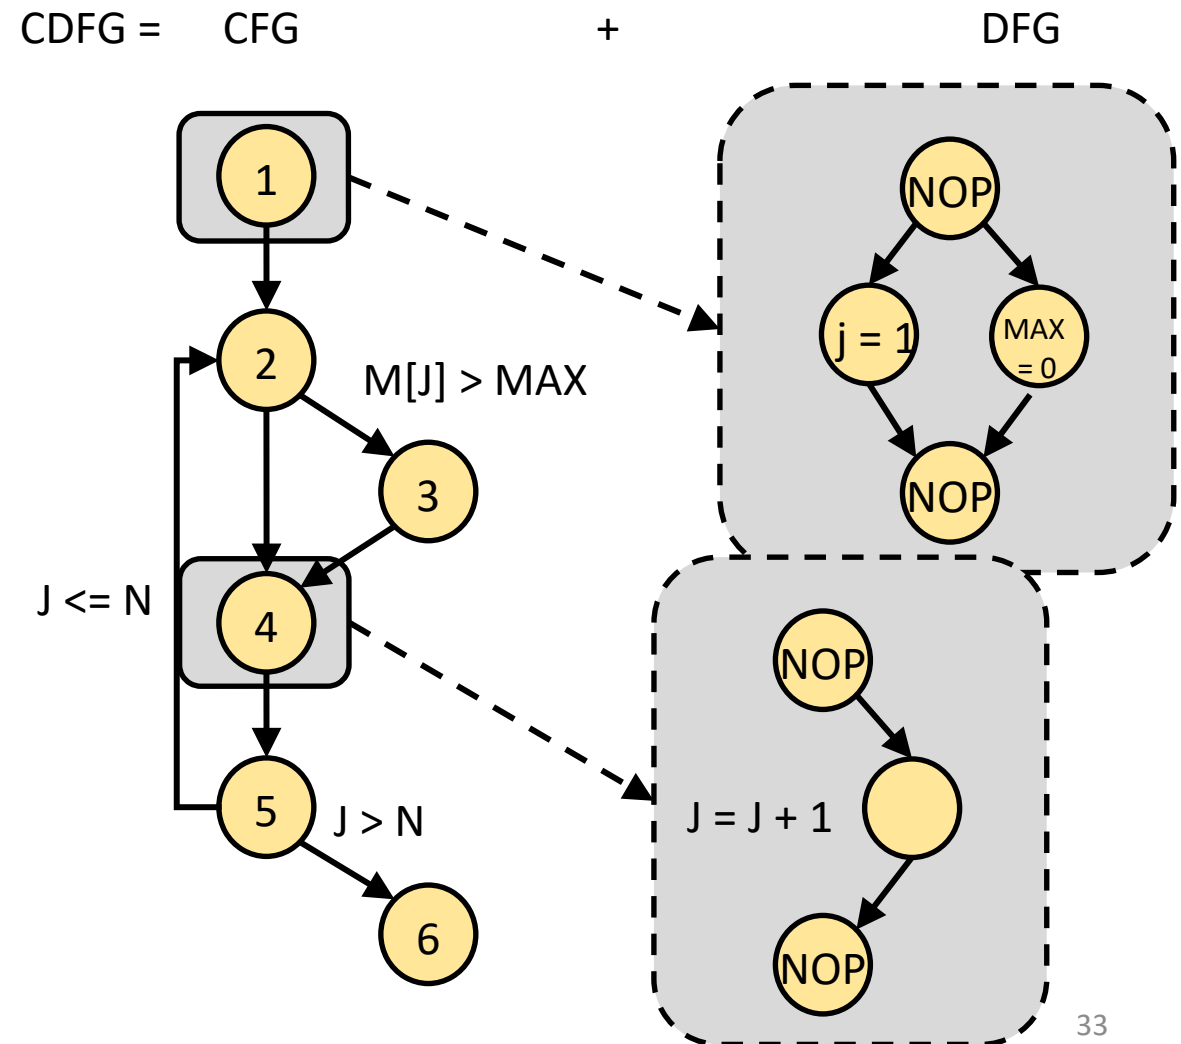 CDFG = CFG + DFG
1
NOP
2
j = 1
MAX
= 0
M[J] > MAX
3
NOP
J <= N
4
NOP
5
J > N
J = J + 1
6
NOP
33